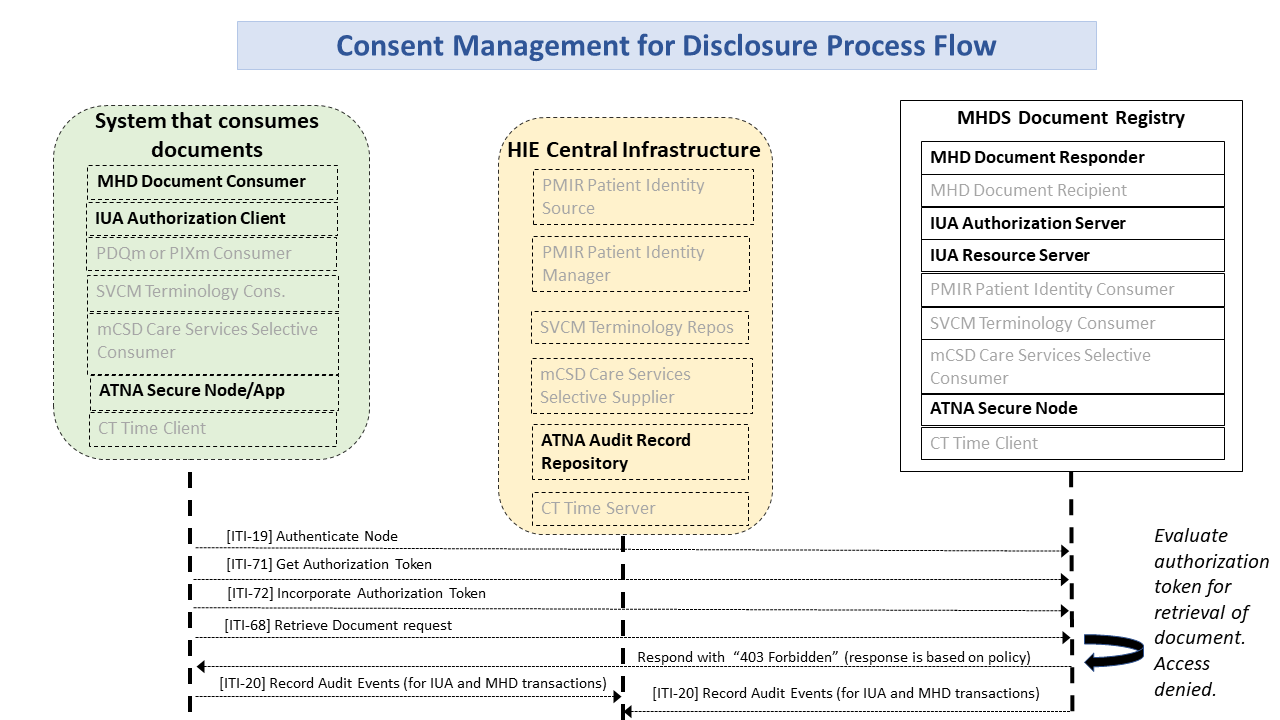 Consent Management for Disclosure Process Flow
System that consumes
documents
MHD Document Consumer
IUA Authorization Client
PDQm or PIXm Consumer
SVCM Terminology Cons.
mCSD Care Services Selective
Consumer
ATNA Secure Node/App
CT Time Client
HIE Central Infrastructure
PMIR Patient Identity
Source
PMIR Patient Identity
Manager
SVCM Terminology Repos
mCSD Care Services
Selective Supplier
ATNA Audit Record
Repository
CT Time Server
MHDS Document Registry
MHD Document Responder
MHD Document Recipient
IUA Authorization Server
IUA Resource Server
PMIR Patient Identity Consumer
SVCM Terminology Consumer
mCSD Care Services Selective
Consumer
ATNA Secure Node
CT Time Client
[ITI-19] Authenticate Node
[ITI-71] Get Authorization Token
[ITI-72] Incorporate Authorization Token
[ITI-68] Retrieve Document request
Respond with “403 Forbidden” (response is based on policy)
[ITI-20] Record Audit Events (for IUA and MHD transactions)
[ITI-20] Record Audit Events (for IUA and MHD transactions)
Evaluate
authorization
token for
retrieval of
document.
Access
denied.